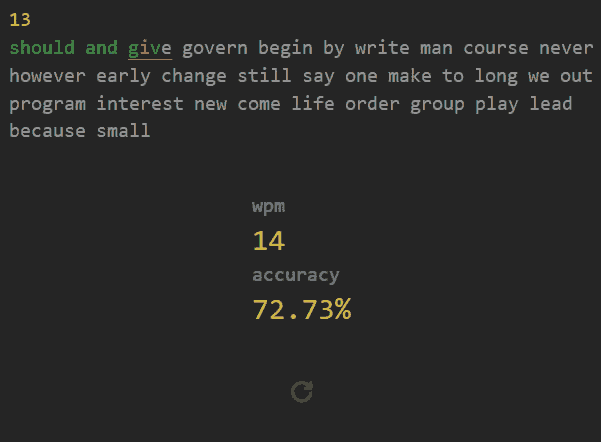 13
should and give govern begin by write man course never
however early change still say one make to long we out
program interest new come life order group play lead
because small
wpm
14
accuracy
72.73%